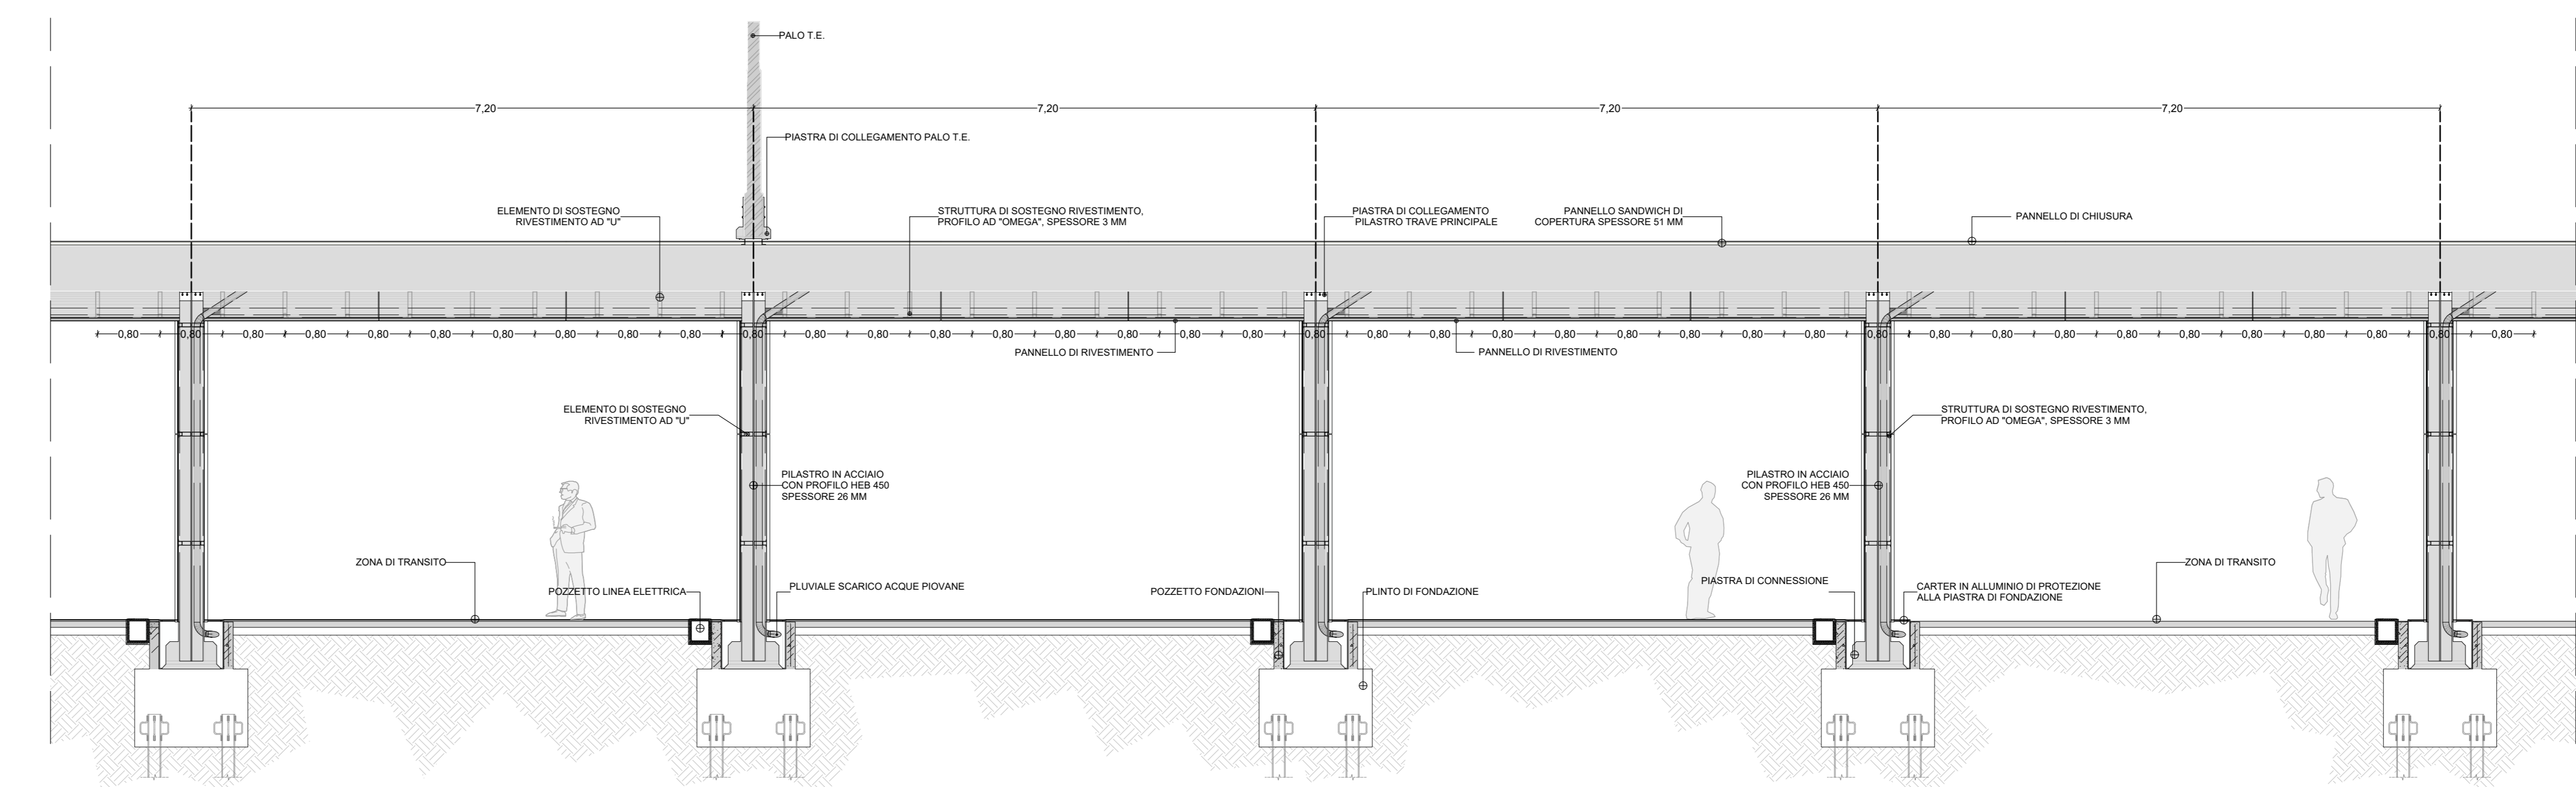 PALO T.E.
7,20 7,20 7,20 7,20
PIASTRA DI COLLEGAMENTO PALO T.E.
ELEMENTO DI SOSTEGNO
RIVESTIMENTO AD "U"
STRUTTURA DI SOSTEGNO RIVESTIMENTO,
PROFILO AD "OMEGA", SPESSORE 3 MM
PIASTRA DI COLLEGAMENTO
PILASTRO TRAVE PRINCIPALE
PANNELLO SANDWICH DI
COPERTURA SPESSORE 51 MM
PANNELLO DI CHIUSURA
0,80 0,80 0,80 0,80 0,80 0,80 0,80 0,80 0,80 0,80 0,80 0,80 0,80 0,80 0,80 0,80 0,80 0,80 0,80 0,80 0,80 0,80 0,80 0,80 0,80 0,80 0,80 0,80 0,80 0,80 0,80 0,80 0,80 0,80 0,80 0,80 0,80 0,80 0,80
PANNELLO DI RIVESTIMENTO
PANNELLO DI RIVESTIMENTO
ELEMENTO DI SOSTEGNO
RIVESTIMENTO AD "U"
STRUTTURA DI SOSTEGNO RIVESTIMENTO,
PROFILO AD "OMEGA", SPESSORE 3 MM
PILASTRO IN ACCIAIO
CON PROFILO HEB 450
SPESSORE 26 MM
PILASTRO IN ACCIAIO
CON PROFILO HEB 450
SPESSORE 26 MM
ZONA DI TRANSITO
POZZETTO LINEA ELETTRICA
PLUVIALE SCARICO ACQUE PIOVANE
POZZETTO FONDAZIONI
PLINTO DI FONDAZIONE
PIASTRA DI CONNESSIONE
CARTER IN ALLUMINIO DI PROTEZIONE
ALLA PIASTRA DI FONDAZIONE
ZONA DI TRANSITO